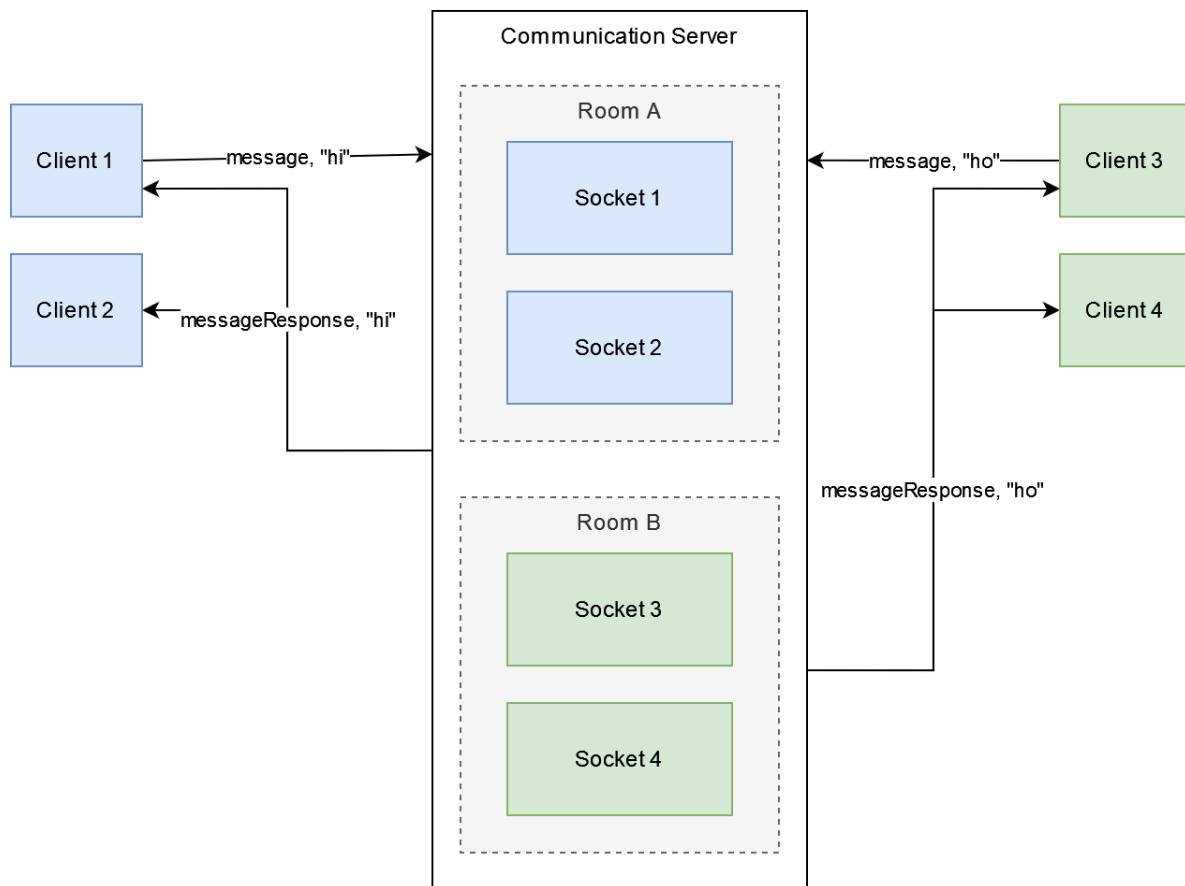 Communication Server
Room A
Client 1
message, "hi"
Socket 1
message, "ho"
Client 3
Client 2
messageResponse, "hi"
Socket 2
Client 4
messageResponse, "ho"
Room B
Socket 3
Socket 4